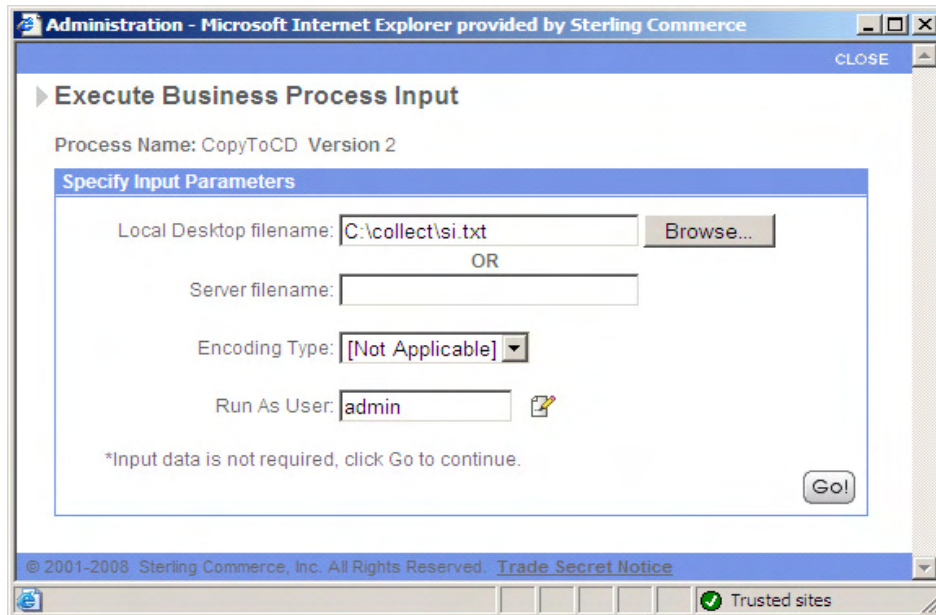 Administration - Microsoft Internet Explorer provided by Sterling Commerce
CLOSE
Execute Business Process Input
Process Name: CopyToCD Version 2
Specify Input Parameters
Local Desktop filename: C:\collect\si.txt Browse...
OR
Server filename:
Encoding Type: [Not Applicable]
Run As User: admin
*Input data is not required, click Go to continue.
Go!
© 2001-2008 Sterling Commerce, Inc. All Rights Reserved. Trade Secret Notice
Trusted sites